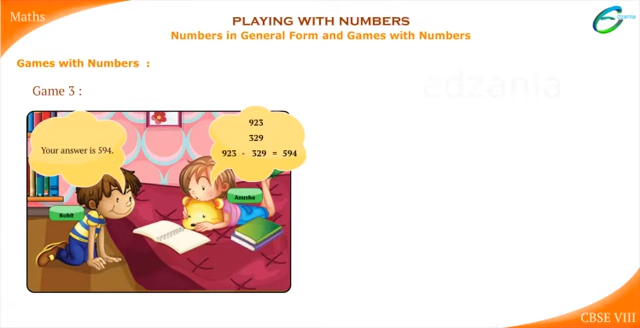 Maths
PLAYING WITH NUMBERS
Numbers in General Form and Games with Numbers
edzania
Games with Numbers :
Game 3 :
edzania
Your answer is 594.
923
329
923 - 329 = 594
Rohit
Anusha
CBSE VIII